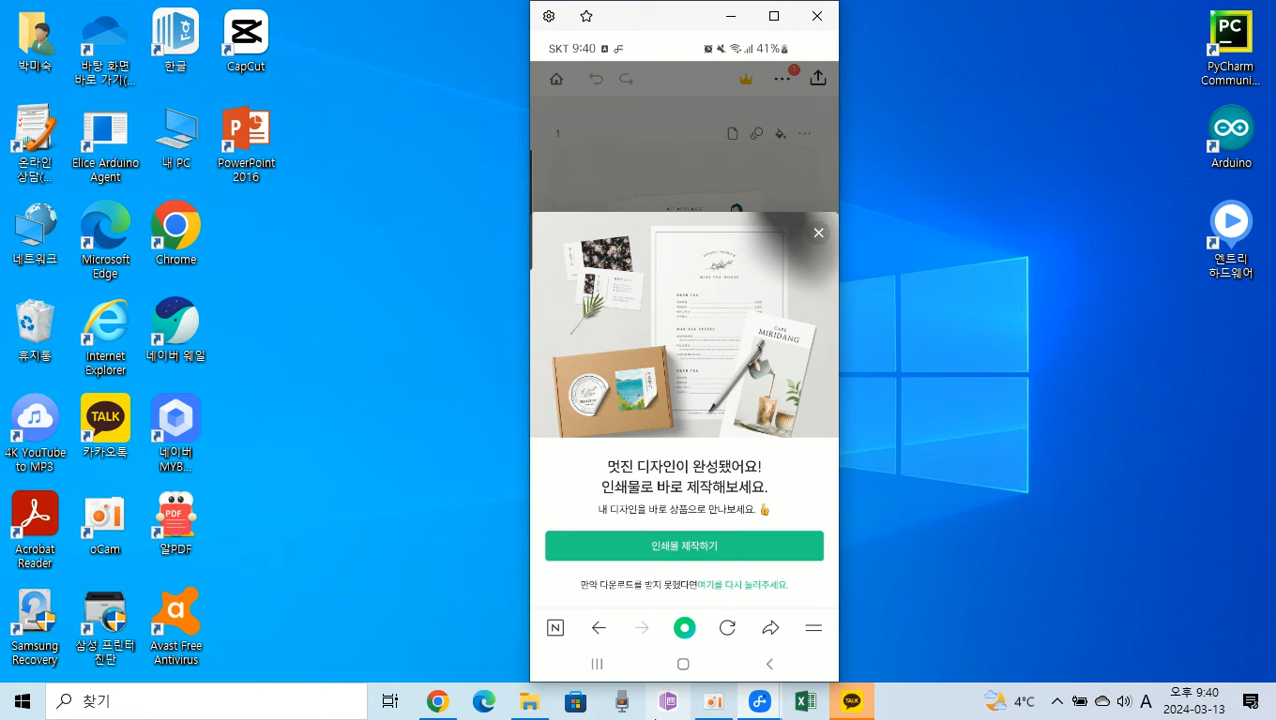 박미숙
바탕 화면
바로 가기(...
한글
CapCut
온라인
상담(...
Elice Arduino
Agent
내 PC
PowerPoint
2016
네트워크
Microsoft
Edge
Chrome
휴지통
Internet
Explorer
네이버 웨일
4K YouTube
to MP3
TALK
카카오톡
네이버
MYB...
Acrobat
Reader
oCam
PDF
알PDF
Samsung
Recovery
삼성 프린터
진단
Avast Free
Antivirus
SKT 9:40
41%
1
CAFE
MIRIDANG
멋진 디자인이 완성됐어요!
인쇄물로 바로 제작해보세요.
내 디자인을 바로 상품으로 만나보세요. 👍
인쇄물 제작하기
만약 다운로드를 받지 못했다면 여기를 다시 눌러주세요.
N
PC
PyCharm
Communi...
Arduino
엔트리
하드웨어
찾기
TALK
4°C
A
오후 9:40
2024-03-13